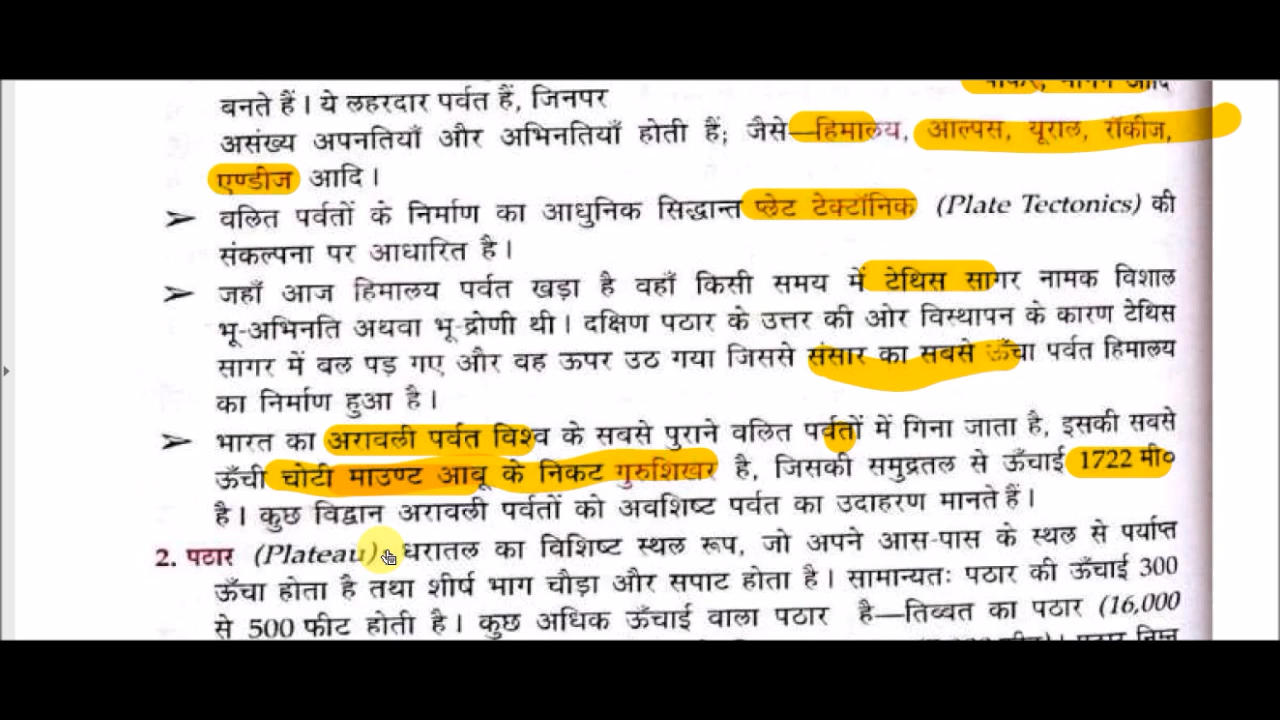 आदि
बनते हैं। ये लहरदार पर्वत हैं, जिनपर
असंख्य अपनतियाँ और अभिनतियाँ होती हैं; जैसे—हिमालय, आल्पस, यूराल, रॉकीज,
एण्डीज आदि।
➢ वलित पर्वतों के निर्माण का आधुनिक सिद्धान्त प्लेट टेक्टॉनिक (Plate Tectonics) की
संकल्पना पर आधारित है।
➢ जहाँ आज हिमालय पर्वत खड़ा है वहाँ किसी समय में टेथिस सागर नामक विशाल
भू-अभिनति अथवा भू-द्रोणी थी। दक्षिण पठार के उत्तर की ओर विस्थापन के कारण टेथिस
सागर में बल पड़ गए और वह ऊपर उठ गया जिससे संसार का सबसे ऊँचा पर्वत हिमालय
का निर्माण हुआ है।
➢ भारत का अरावली पर्वत विश्व के सबसे पुराने वलित पर्वतों में गिना जाता है, इसकी सबसे
ऊँची चोटी माउण्ट आबू के निकट गुरुशिखर है, जिसकी समुद्रतल से ऊँचाई 1722 मी०
है। कुछ विद्वान अरावली पर्वतों को अवशिष्ट पर्वत का उदाहरण मानते हैं।
2. पठार (Plateau) : धरातल का विशिष्ट स्थल रूप, जो अपने आस-पास के स्थल से पर्याप्त
ऊँचा होता है तथा शीर्ष भाग चौड़ा और सपाट होता है। सामान्यतः पठार की ऊँचाई 300
से 500 फीट होती है। कुछ अधिक ऊँचाई वाला पठार है—तिब्बत का पठार (16,000